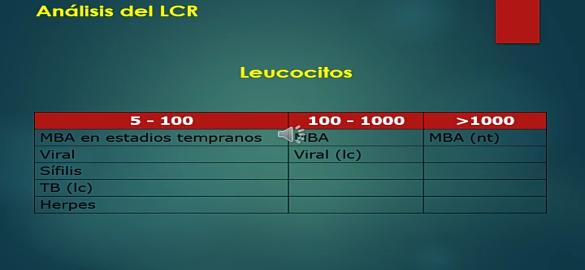 Análisis del LCR
Leucocitos
5 - 100 100 - 1000 >1000
MBA en estadios tempranos MBA MBA (nt)
Viral Viral (lc)
Sífilis
TB (lc)
Herpes